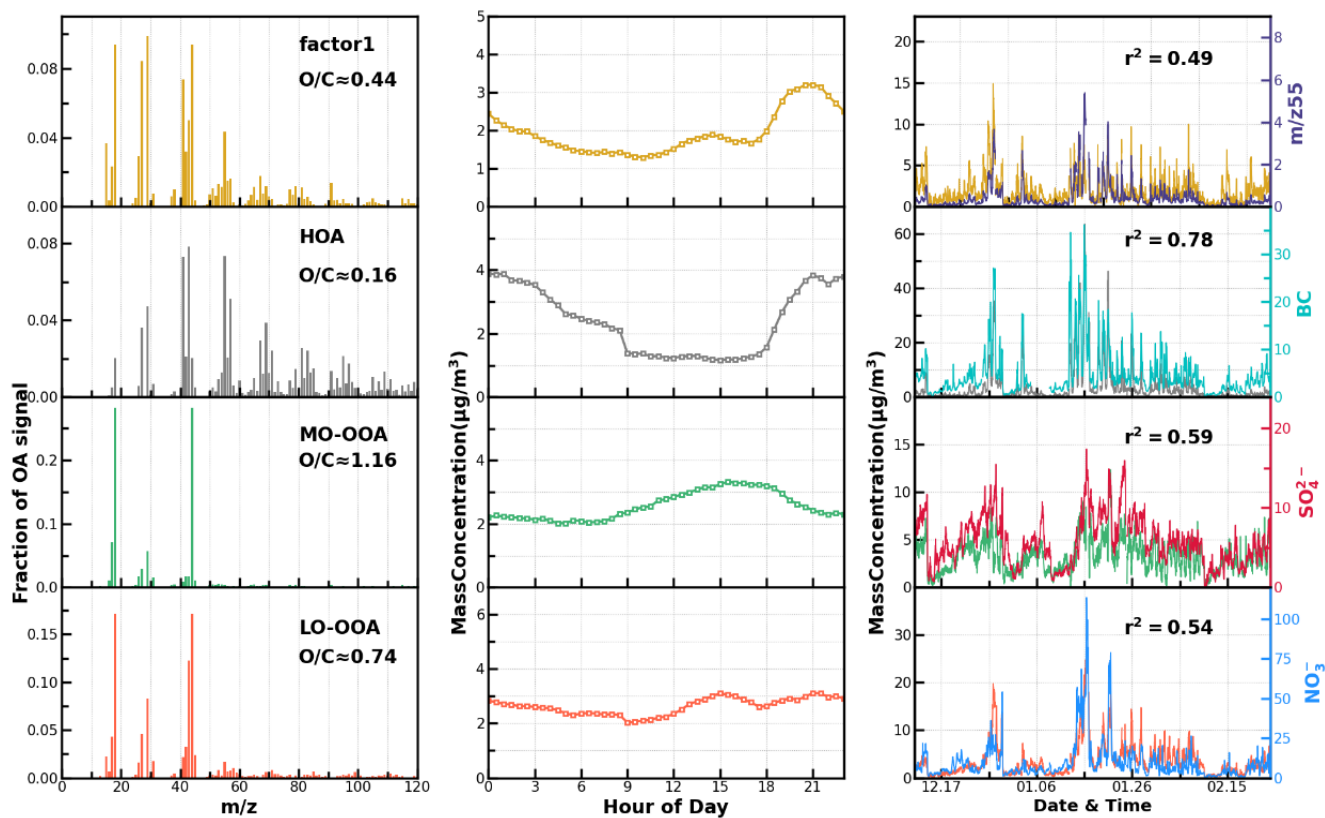 factor1
O/C≈0.44
0.08
0.04
0.00
HOA
O/C≈0.16
0.08
0.04
0.00
MO-OOA
O/C≈1.16
0.2
0.1
0.0
LO-OOA
O/C≈0.74
0.15
0.10
0.05
0.00
0 20 40 60 80 100 120
m/z
Fraction of OA signal
5
4
3
2
1
0
6
4
2
0
6
4
2
0
6
5
3
2
0
0 3 6 9 12 15 18 21
Hour of Day
MassConcentration(μg/m³)
r² = 0.49
20
15
10
5
0
8
6
4
2
0
m/z55
r² = 0.78
60
40
20
10
0
30
20
10
0
BC
r² = 0.59
15
10
5
0
20
10
0
SO₄²⁻
r² = 0.54
30
20
10
0
100
75
50
25
0
NO₃⁻
12.17 01.06 01.26 02.15
Date & Time
MassConcentration(μg/m³)